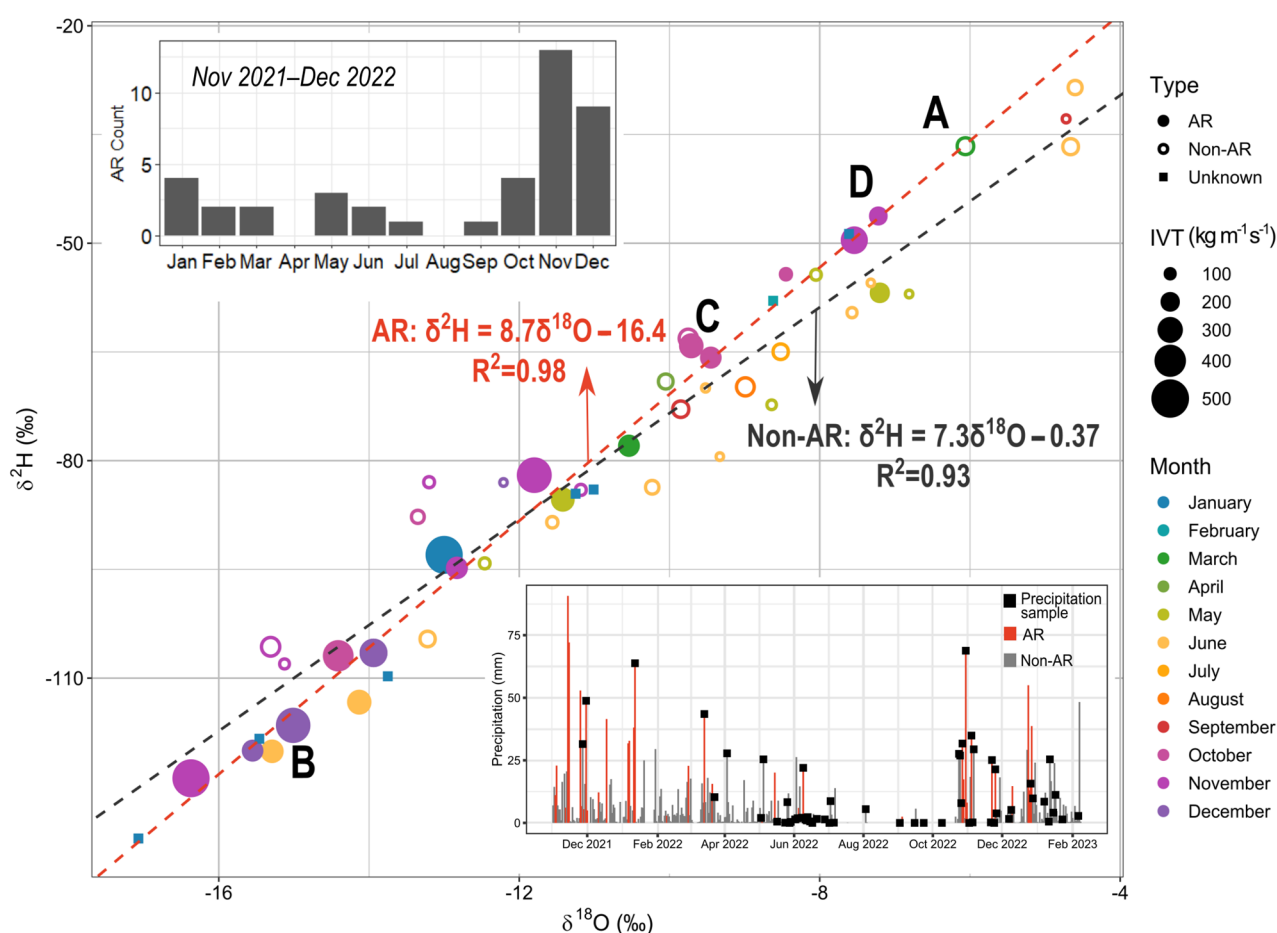 -20
-50
-80
-110
δ²H (‰)
-16
-12
-8
-4
δ¹⁸O (‰)
Nov 2021–Dec 2022
AR Count
10
5
0
Jan Feb Mar Apr May Jun Jul Aug Sep Oct Nov Dec
A
D
C
B
AR: δ²H = 8.7δ¹⁸O – 16.4
R²=0.98
Non-AR: δ²H = 7.3δ¹⁸O – 0.37
R²=0.93
Precipitation (mm)
75
50
25
0
Dec 2021 Feb 2022 Apr 2022 Jun 2022 Aug 2022 Oct 2022 Dec 2022 Feb 2023
Precipitation
sample
AR
Non-AR
Type
AR
Non-AR
Unknown
IVT (kg m⁻¹s⁻¹)
100
200
300
400
500
Month
January
February
March
April
May
June
July
August
September
October
November
December